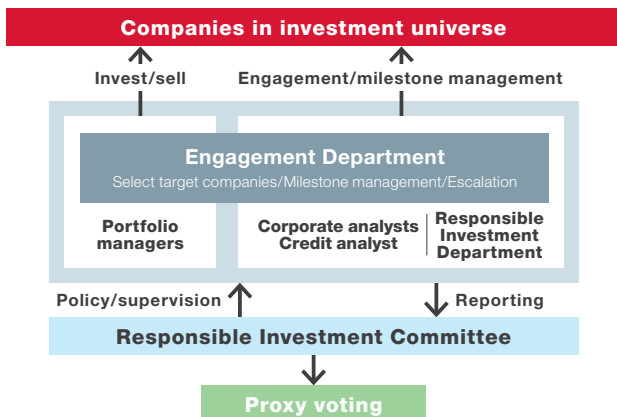 Companies in investment universe
Invest/sell
Engagement/milestone management
Engagement Department
Select target companies/Milestone management/Escalation
Portfolio
managers
Corporate analysts
Credit analyst
Responsible
Investment
Department
Policy/supervision
Reporting
Responsible Investment Committee
Proxy voting